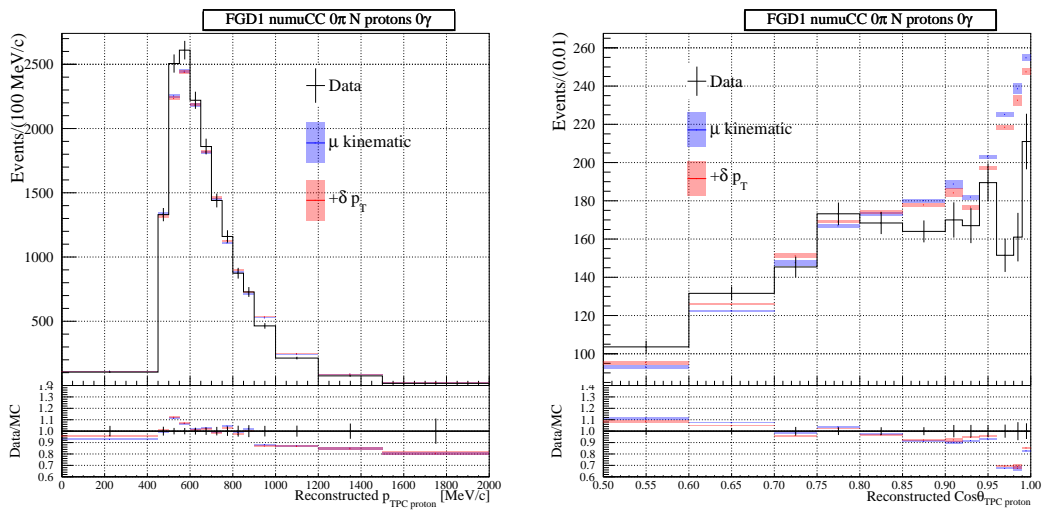 FGD1 numuCC 0π N protons 0γ
Events/(100 MeV/c)
2500
2000
1500
1000
500
0
Data
μ kinematic
+δ p_T
Data/MC
1.4
1.3
1.2
1.1
1.0
0.9
0.8
0.7
0.6
0 200 400 600 800 1000 1200 1400 1600 1800 2000
Reconstructed p_TPC proton [MeV/c]
FGD1 numuCC 0π N protons 0γ
Events/(0.01)
260
240
220
200
180
160
140
120
100
Data
μ kinematic
+δ p_T
Data/MC
1.4
1.3
1.2
1.1
1.0
0.9
0.8
0.7
0.6
0.50 0.55 0.60 0.65 0.70 0.75 0.80 0.85 0.90 0.95 1.00
Reconstructed Cosθ_TPC proton